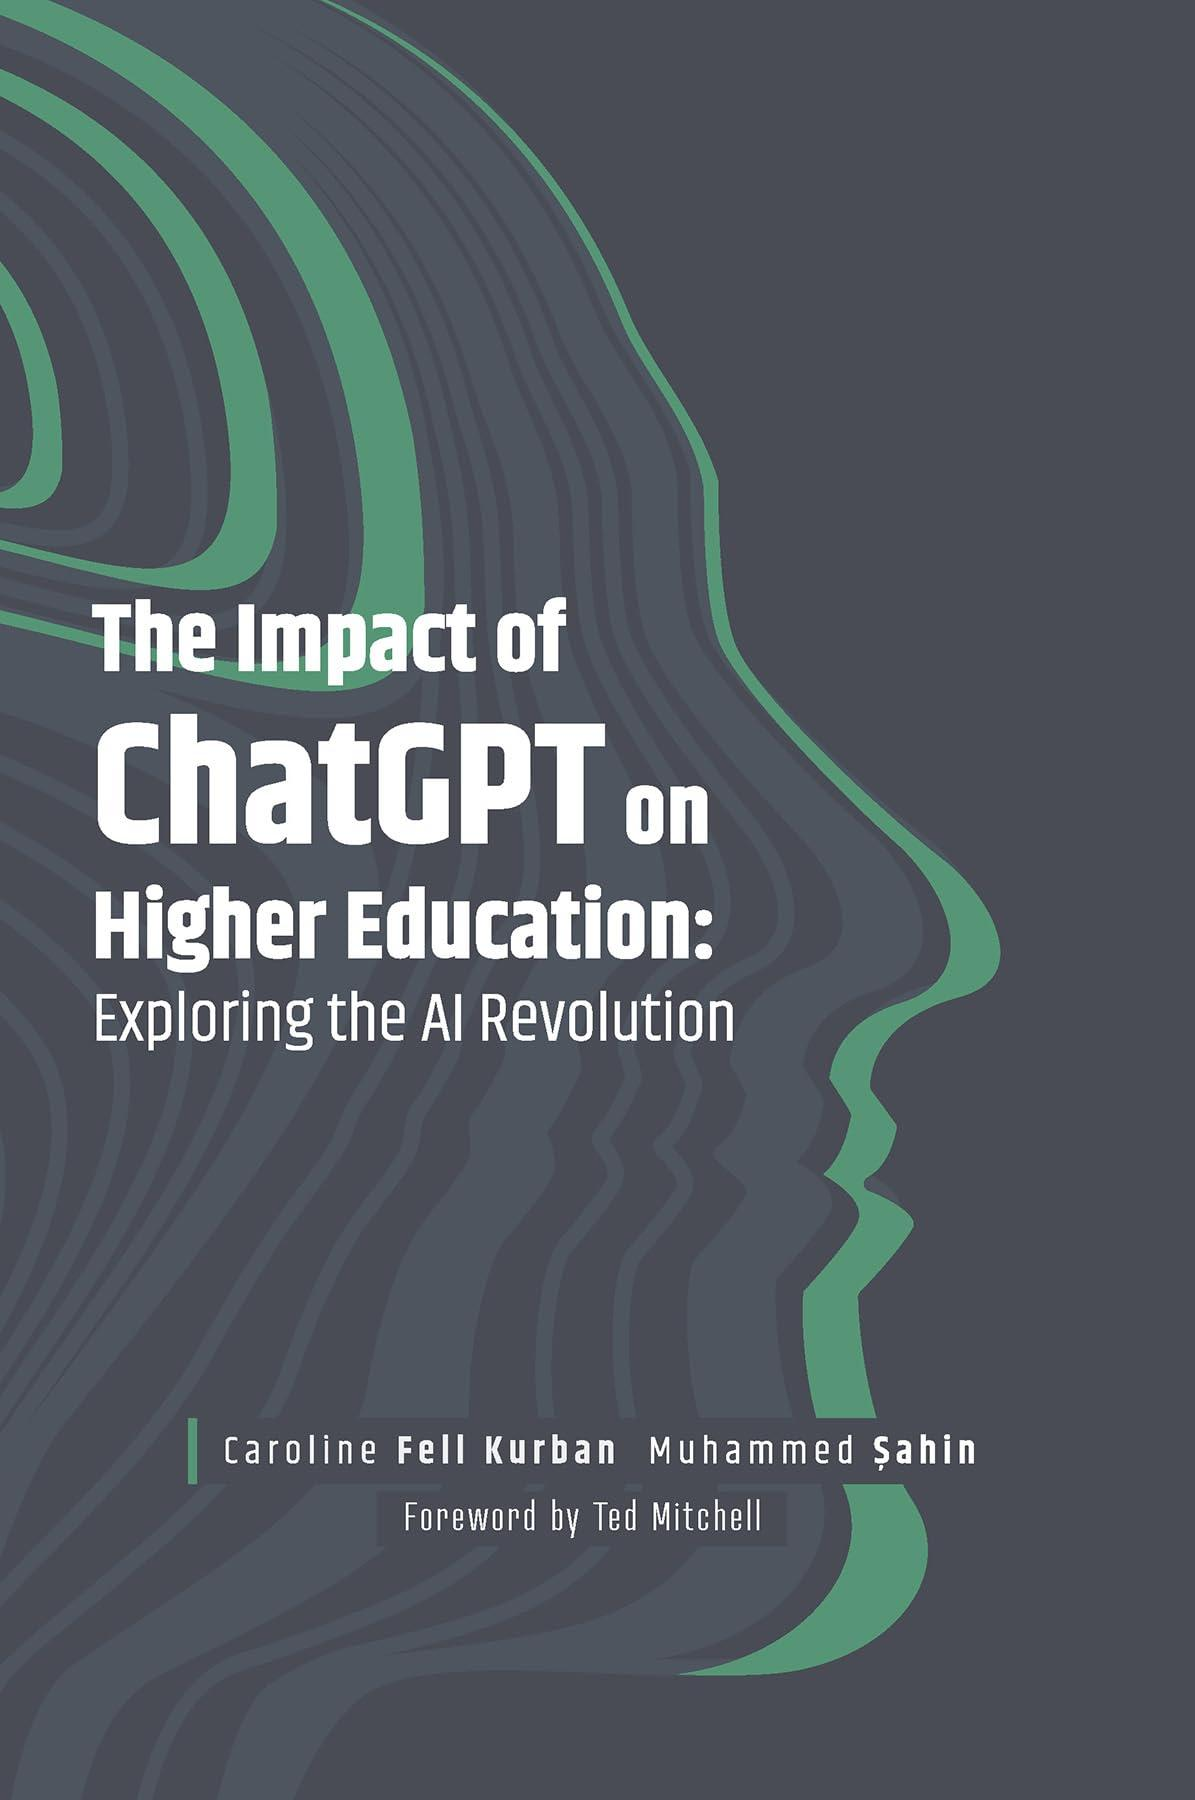 The Impact of
ChatGPT on
Higher Education:
Exploring the AI Revolution
Caroline Fell Kurban Muhammed Şahin
Foreword by Ted Mitchell